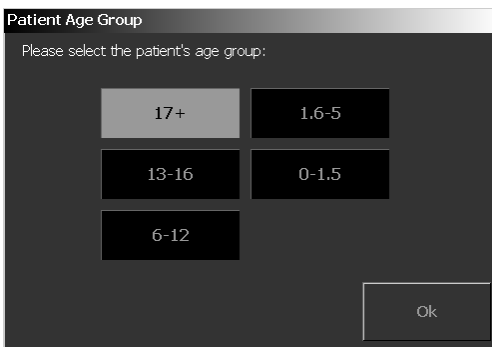 Patient Age Group
Please select the patient's age group:
17+
1.6-5
13-16
0-1.5
6-12
Ok